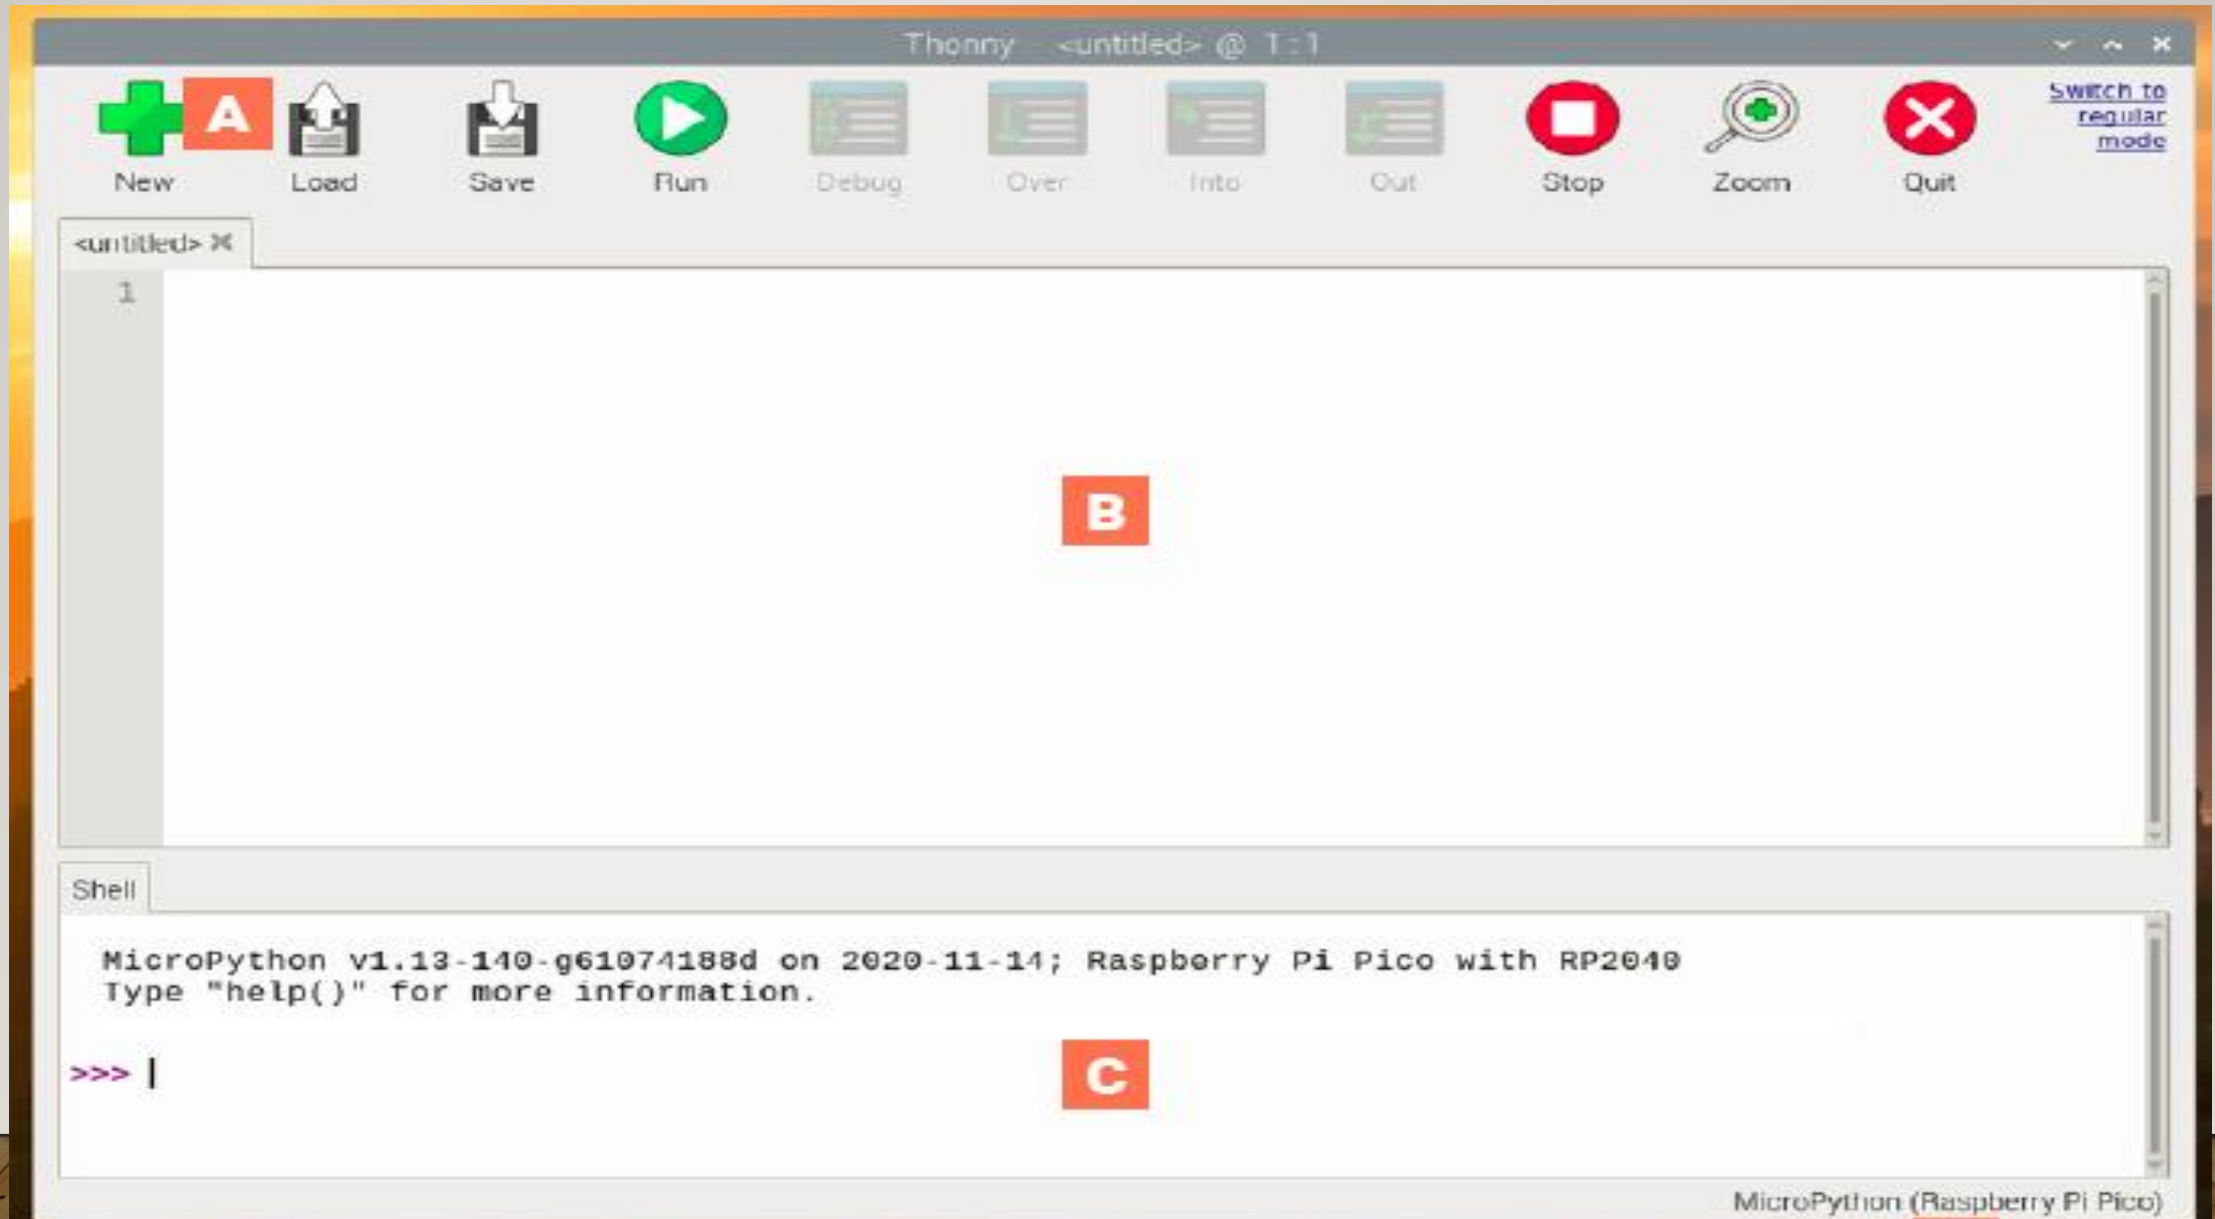 Thonny <untitled> @ 1:1
A
Switch to
regular
mode
New Load Save Run Debug Over Into Out Stop Zoom Quit
<untitled>
1
B
Shell
MicroPython v1.13-140-g61074188d on 2020-11-14; Raspberry Pi Pico with RP2040
Type "help()" for more information.
>>>
C
MicroPython (Raspberry Pi Pico)